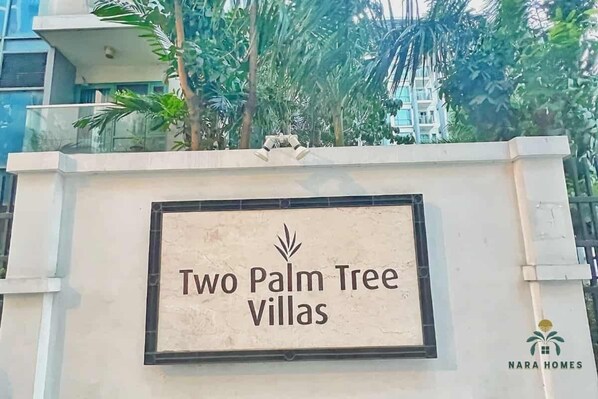 Two Palm Tree
Villas
NARA HOMES